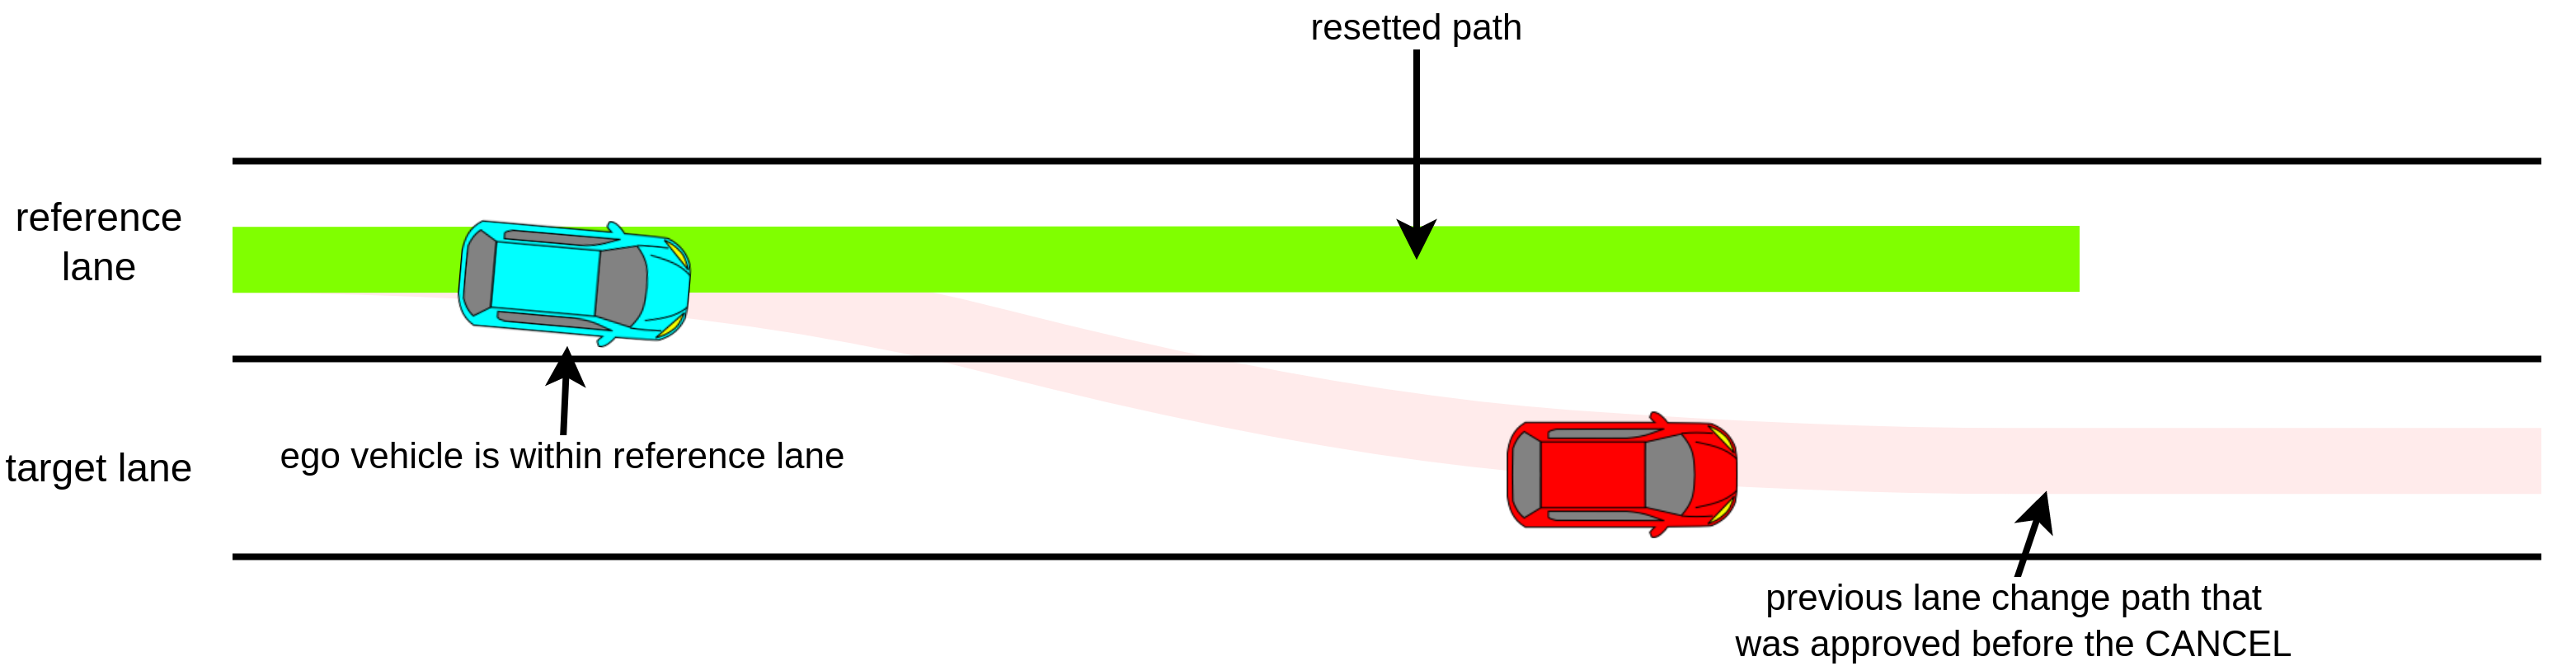 resetted path
reference
lane
ego vehicle is within reference lane
target lane
previous lane change path that
was approved before the CANCEL